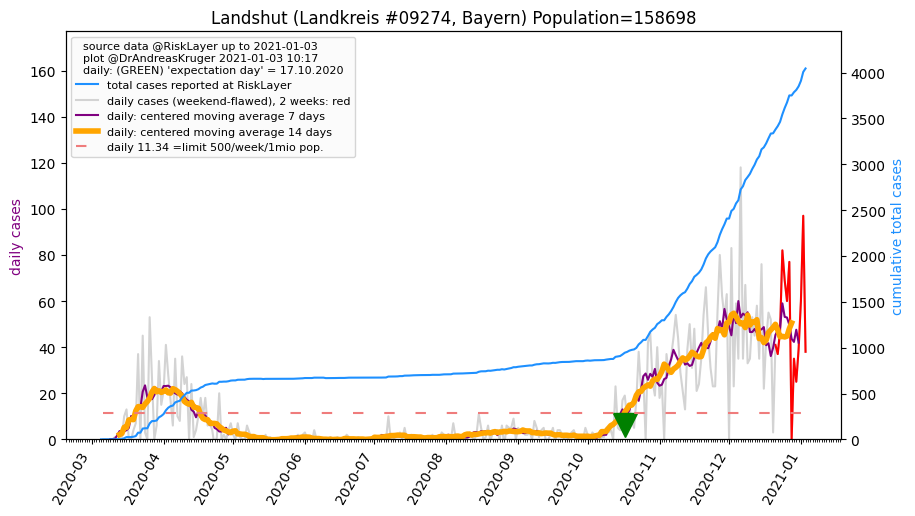 Landshut (Landkreis #09274, Bayern) Population=158698
source data @RiskLayer up to 2021-01-03
plot @DrAndreasKruger 2021-01-03 10:17
daily: (GREEN) 'expectation day' = 17.10.2020
total cases reported at RiskLayer
daily cases (weekend-flawed), 2 weeks: red
daily: centered moving average 7 days
daily: centered moving average 14 days
daily 11.34 =limit 500/week/1mio pop.
daily cases
160
140
120
100
80
60
40
20
0
cumulative total cases
4000
3500
3000
2500
2000
1500
1000
500
0
2020-03
2020-04
2020-05
2020-06
2020-07
2020-08
2020-09
2020-10
2020-11
2020-12
2021-01